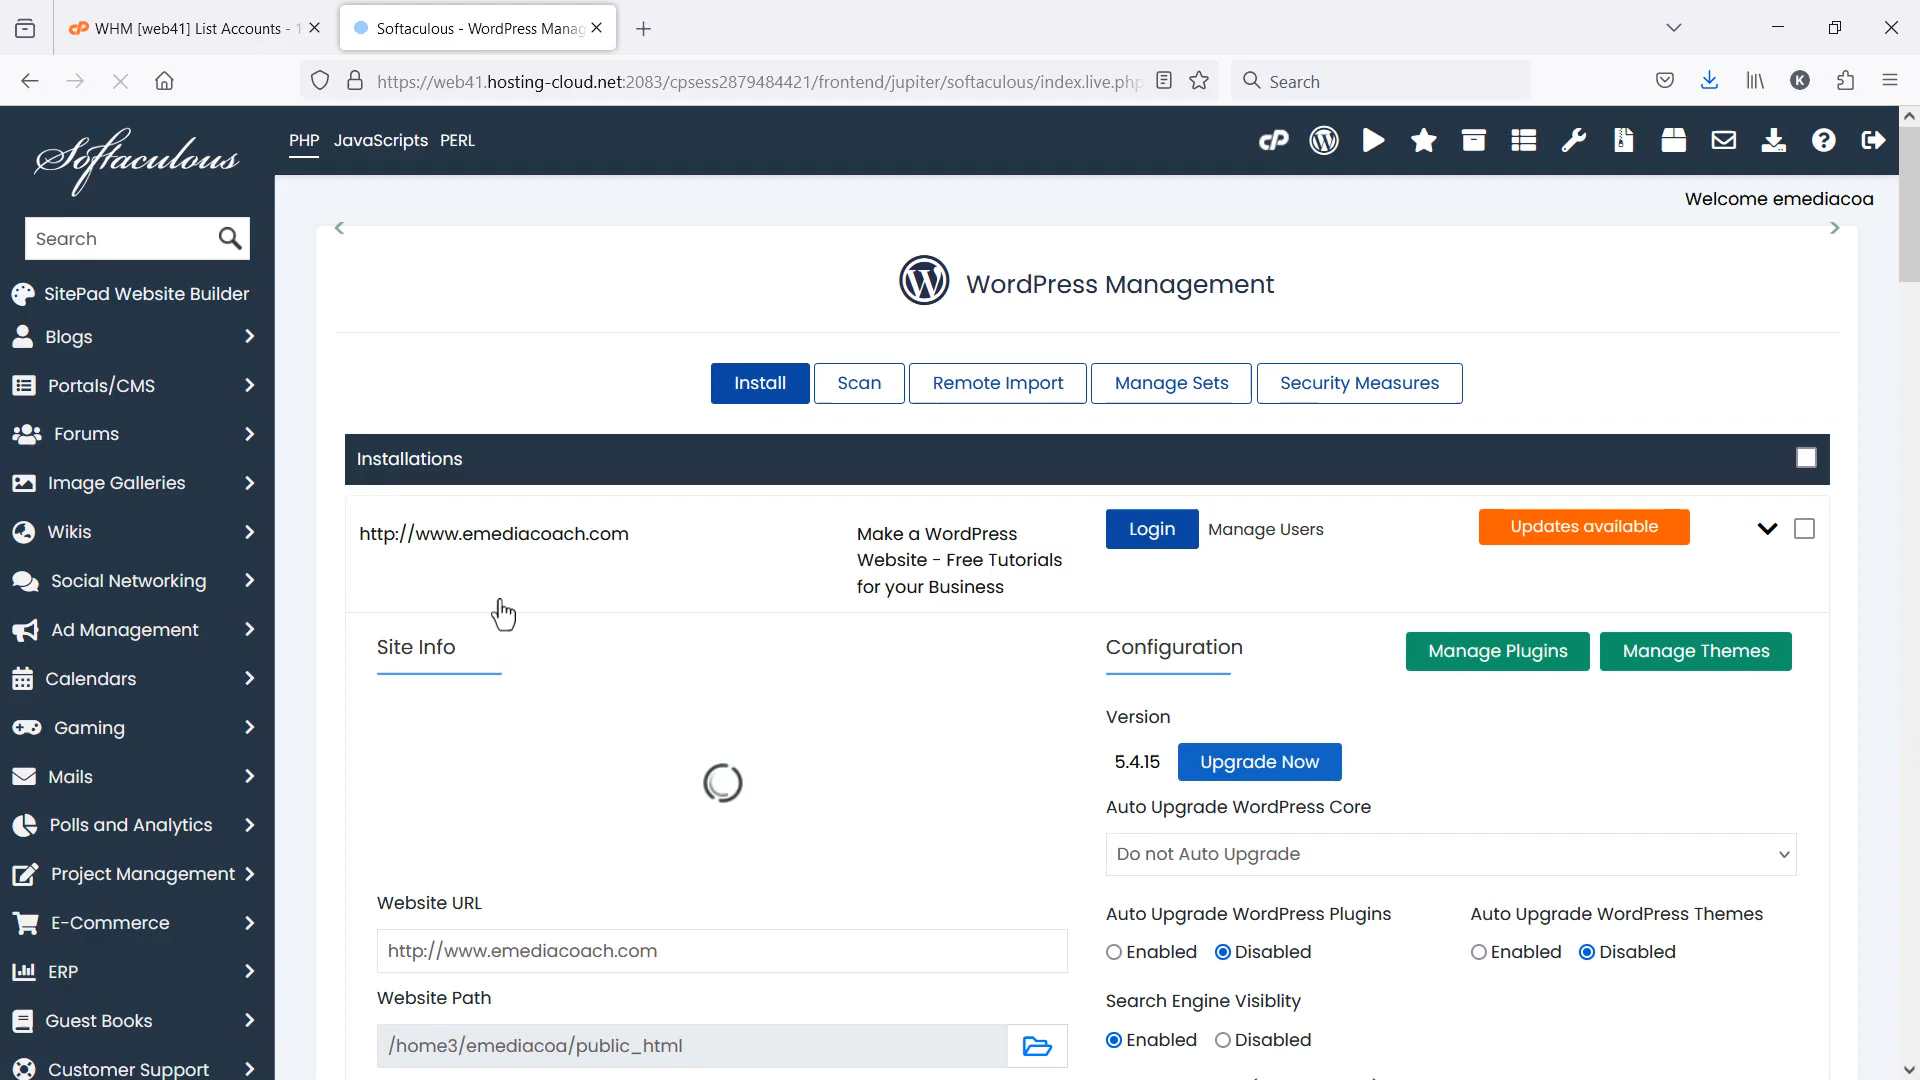 WHM [web41] List Accounts - 1
Softaculous - WordPress Manag
https://web41.hosting-cloud.net:2083/cpsess2879484421/frontend/jupiter/softaculous/index.live.php
Search
K
Softaculous
PHP JavaScripts PERL
cP
Welcome emediacoa
Search
SitePad Website Builder
Blogs
Portals/CMS
Forums
Image Galleries
Wikis
Social Networking
Ad Management
Calendars
Gaming
Mails
Polls and Analytics
Project Management
E-Commerce
ERP
Guest Books
Customer Support
WordPress Management
Install Scan Remote Import Manage Sets Security Measures
Installations
http://www.emediacoach.com
Make a WordPress
Website - Free Tutorials
for your Business
Login Manage Users Updates available
Site Info
Configuration Manage Plugins Manage Themes
Version
5.4.15 Upgrade Now
Auto Upgrade WordPress Core
Do not Auto Upgrade
Website URL
http://www.emediacoach.com
Website Path
/home3/emediacoa/public_html
Auto Upgrade WordPress Plugins Auto Upgrade WordPress Themes
Enabled Disabled Enabled Disabled
Search Engine Visiblity
Enabled Disabled